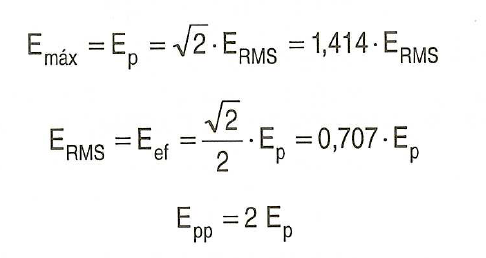 E_máx = E_p = √2 · E_RMS = 1,414 · E_RMS
E_RMS = E_ef = √2/2 · E_p = 0,707 · E_p
E_pp = 2 E_p